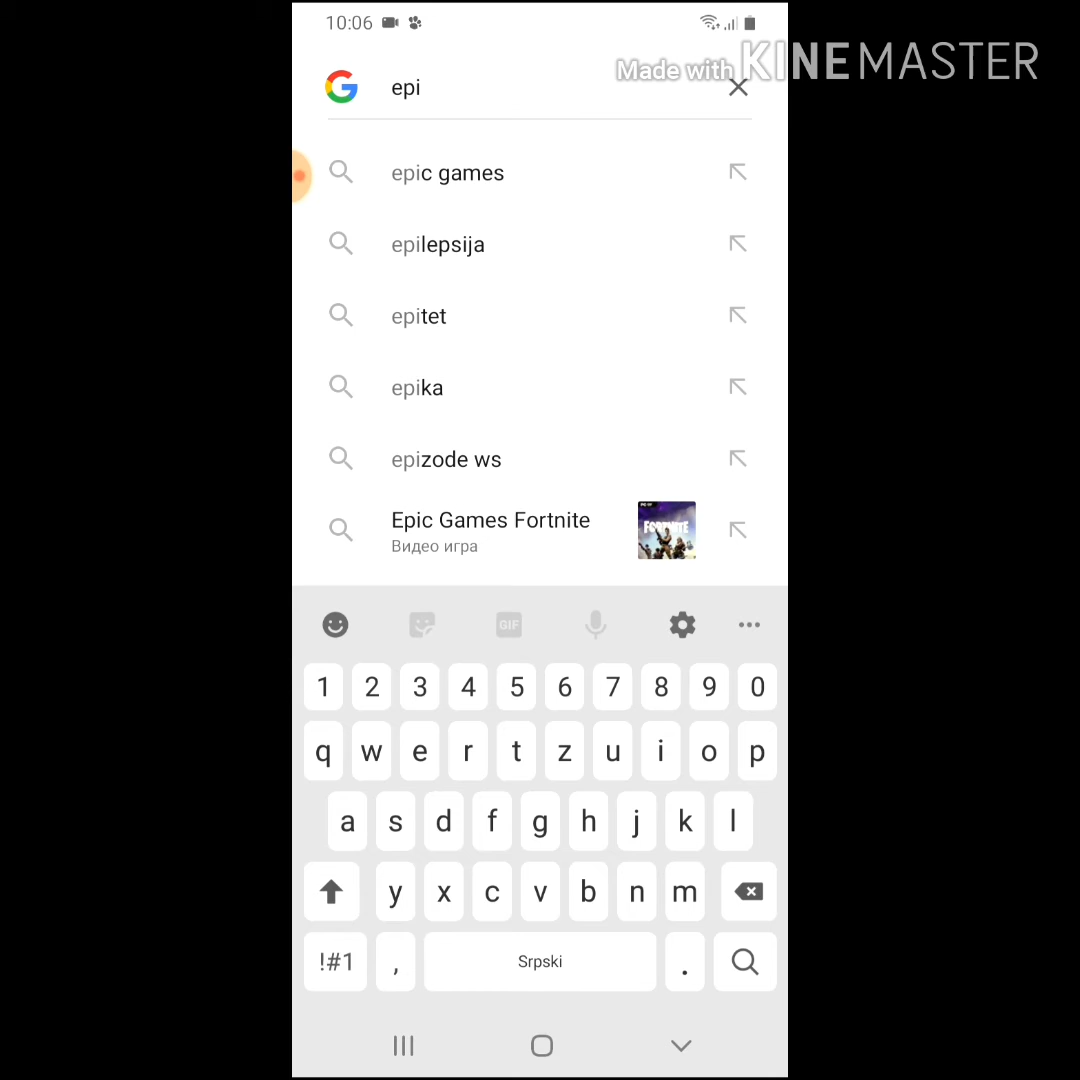 10:06
Made with KINEMASTER
epi
epic games
epilepsija
epitet
epika
epizode ws
Epic Games Fortnite
Видео игра
FORTNITE
GIF
1 2 3 4 5 6 7 8 9 0
q w e r t z u i o p
a s d f g h j k l
y x c v b n m
!#1 , Srpski .